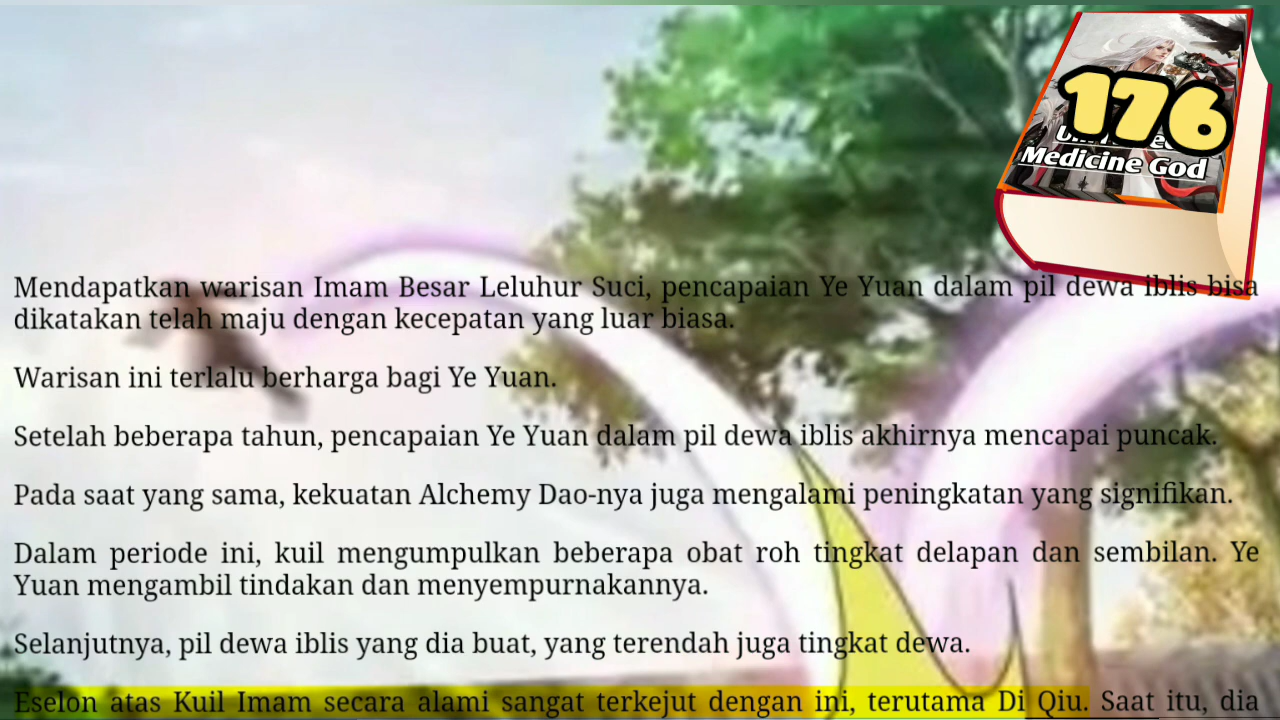 176
Medicine God
Mendapatkan warisan Imam Besar Leluhur Suci, pencapaian Ye Yuan dalam pil dewa iblis bisa
dikatakan telah maju dengan kecepatan yang luar biasa.
Warisan ini terlalu berharga bagi Ye Yuan.
Setelah beberapa tahun, pencapaian Ye Yuan dalam pil dewa iblis akhirnya mencapai puncak.
Pada saat yang sama, kekuatan Alchemy Dao-nya juga mengalami peningkatan yang signifikan.
Dalam periode ini, kuil mengumpulkan beberapa obat roh tingkat delapan dan sembilan. Ye
Yuan mengambil tindakan dan menyempurnakannya.
Selanjutnya, pil dewa iblis yang dia buat, yang terendah juga tingkat dewa.
Eselon atas Kuil Imam secara alami sangat terkejut dengan ini, terutama Di Qiu. Saat itu, dia